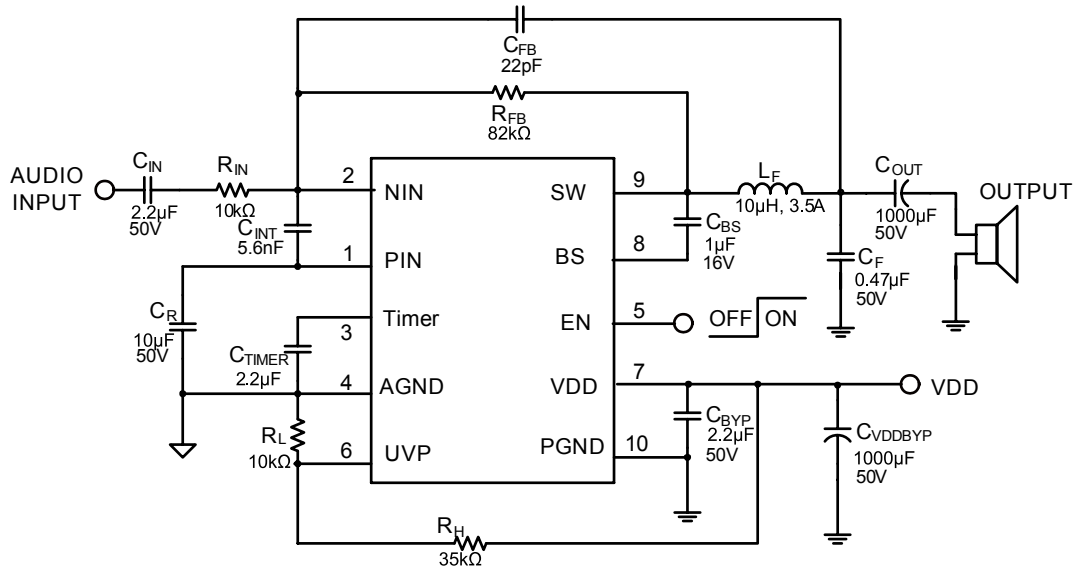 CFB
22pF
RFB
82kΩ
AUDIO
INPUT
CIN
2.2µF
50V
RIN
10kΩ
CINT
5.6nF
2
NIN
1
PIN
CR
10µF
50V
3
Timer
CTIMER
2.2µF
4
AGND
RL
10kΩ
6
UVP
RH
35kΩ
SW
9
BS
8
EN
5
VDD
7
PGND
10
CBS
1µF
16V
LF
10µH, 3.5A
COUT
1000µF
50V
OUTPUT
CF
0.47µF
50V
OFF ON
VDD
CBYP
2.2µF
50V
CVDDBYP
1000µF
50V